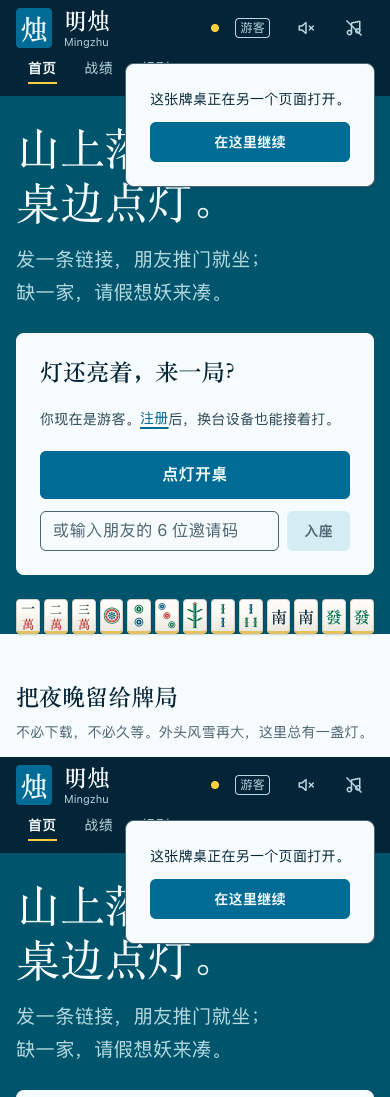 烛
明烛
Mingzhu
游客
首页
战绩
这张牌桌正在另一个页面打开。
在这里继续
山上落
桌边点灯。
发一条链接，朋友推门就坐；
缺一家，请假想妖来凑。
灯还亮着，来一局？
你现在是游客。注册后，换台设备也能接着打。
点灯开桌
或输入朋友的 6 位邀请码
入座
一萬 二萬 三萬 南 南 發 發
把夜晚留给牌局
不必下载，不必久等。外头风雪再大，这里总有一盏灯。
烛
明烛
Mingzhu
游客
首页
战绩
这张牌桌正在另一个页面打开。
在这里继续
山上落
桌边点灯。
发一条链接，朋友推门就坐；
缺一家，请假想妖来凑。